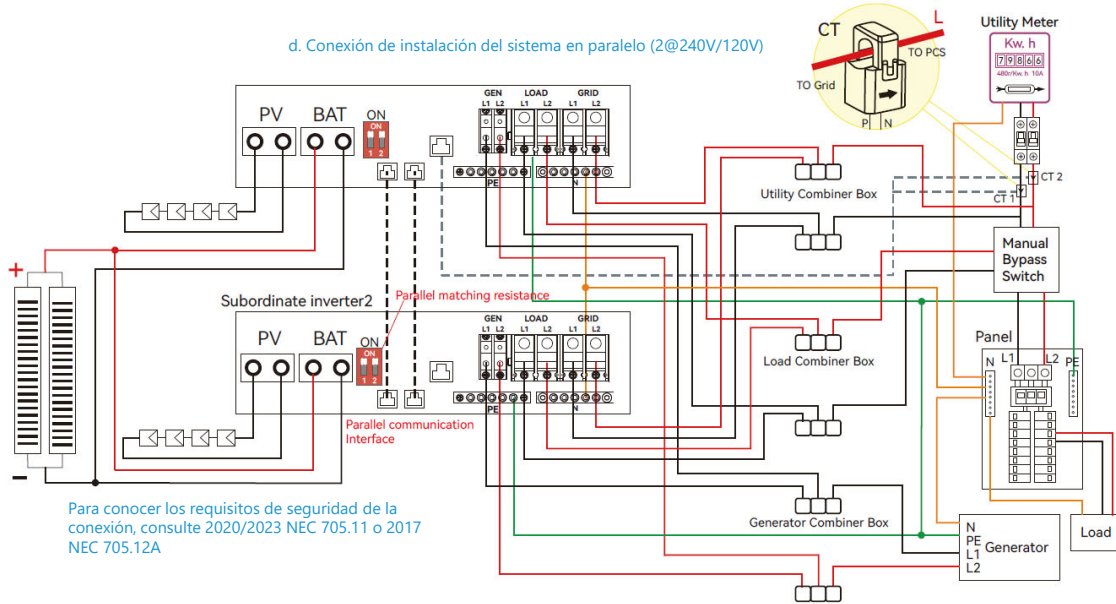 d. Conexión de instalación del sistema en paralelo (2@240V/120V)
CT
L
TO PCS
TO Grid
P N
Utility Meter
Kw. h
79866
480r/Kw. h 10A
PV
BAT
ON
ON
1 2
GEN
L1 L2
LOAD
L1 L2
GRID
L1 L2
PE
N
Utility Combiner Box
CT 2
CT 1
Manual
Bypass
Switch
+
-
Subordinate inverter2
Parallel matching resistance
PV
BAT
ON
ON
1 2
GEN
L1 L2
LOAD
L1 L2
GRID
L1 L2
PE
N
Parallel communication
Interface
Load Combiner Box
Panel
N
L1
L2
PE
Para conocer los requisitos de seguridad de la
conexión, consulte 2020/2023 NEC 705.11 o 2017
NEC 705.12A
Generator Combiner Box
N
PE
L1
L2
Generator
Load